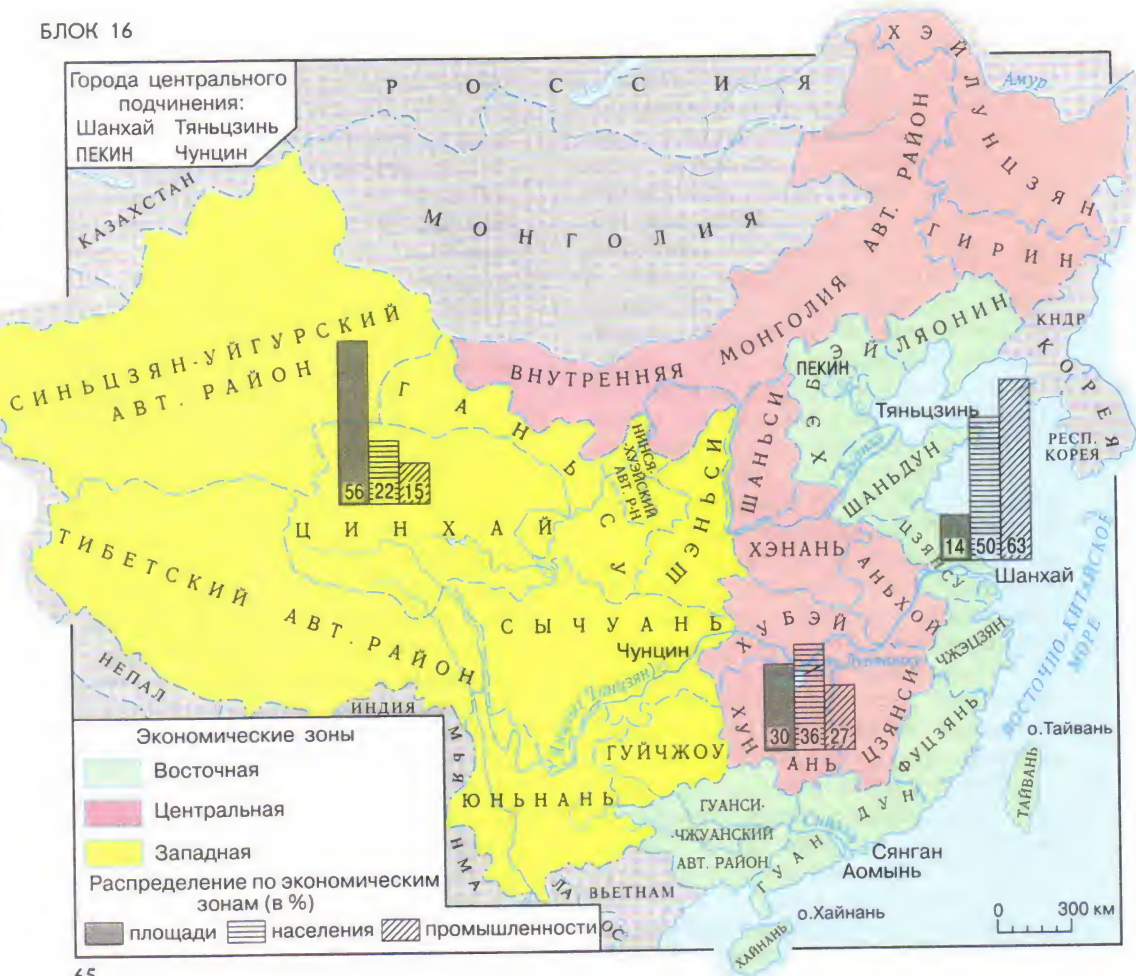 БЛОК 16
Города центрального
подчинения:
Шанхай Тяньцзинь
ПЕКИН Чунцин
РОССИЯ
Амур
ХЭЙЛУНЦЗЯН
КАЗАХСТАН
МОНГОЛИЯ
ГИРИН
ВНУТРЕННЯЯ МОНГОЛИЯ АВТ. РАЙОН
КНДР
КОРЕЯ
РЕСП.
КОРЕЯ
СИНЬЦЗЯН-УЙГУРСКИЙ
АВТ. РАЙОН
ГАНЬСУ
ЛЯОНИН
ПЕКИН
ХЭБЭЙ
Тяньцзинь
НИНСЯ-
-ХУЭЙСКИЙ
АВТ. Р-Н
ШАНЬСИ
ШАНЬДУН
56 22 15
ЦИНХАЙ
ШЭНЬСИ
ХЭНАНЬ
ЦЗЯНСУ
14 50 63
Шанхай
ТИБЕТСКИЙ АВТ. РАЙОН
АНЬХОЙ
СЫЧУАНЬ
Чунцин
ХУБЭЙ
ЧЖЭЦЗЯН
ВОСТОЧНО-КИТАЙСКОЕ
МОРЕ
НЕПАЛ
ИНДИЯ
МЬЯНМА
30 36 27
ХУНАНЬ
ЦЗЯНСИ
ФУЦЗЯНЬ
о.Тайвань
ТАЙВАНЬ
ГУЙЧЖОУ
ЮНЬНАНЬ
ГУАНСИ-
-ЧЖУАНСКИЙ
АВТ. РАЙОН
ГУАНДУН
Сянган
Аомынь
ЛАОС
ВЬЕТНАМ
о.Хайнань
ХАЙНАНЬ
0 300 км
Экономические зоны
Восточная
Центральная
Западная
Распределение по экономическим
зонам (в %)
площади населения промышленности
65